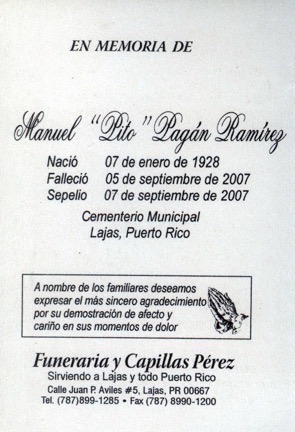 EN MEMORIA DE
Manuel "Pito" Pagán Ramírez
Nació 07 de enero de 1928
Falleció 05 de septiembre de 2007
Sepelio 07 de septiembre de 2007
Cementerio Municipal
Lajas, Puerto Rico
A nombre de los familiares deseamos
expresar el más sincero agradecimiento
por su demostración de afecto y
cariño en sus momentos de dolor
Funeraria y Capillas Pérez
Sirviendo a Lajas y todo Puerto Rico
Calle Juan P. Aviles #5, Lajas, PR 00667
Tel. (787)899-1285 • Fax (787) 8990-1200